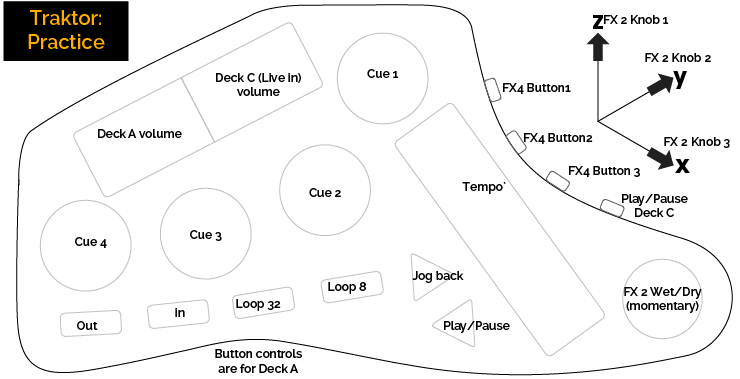 Traktor:
Practice
Deck C (Live In)
volume
Deck A volume
Cue 1
Cue 2
Cue 3
Cue 4
Tempo`
FX4 Button1
FX4 Button2
FX4 Button 3
Play/Pause
Deck C
z FX 2 Knob 3
FX 2 Knob 2
y
FX 2 Knob 3
x
Jog back
Play/Pause
Loop 8
Loop 32
In
Out
FX 2 Wet/Dry
(momentary)
Button controls
are for Deck A